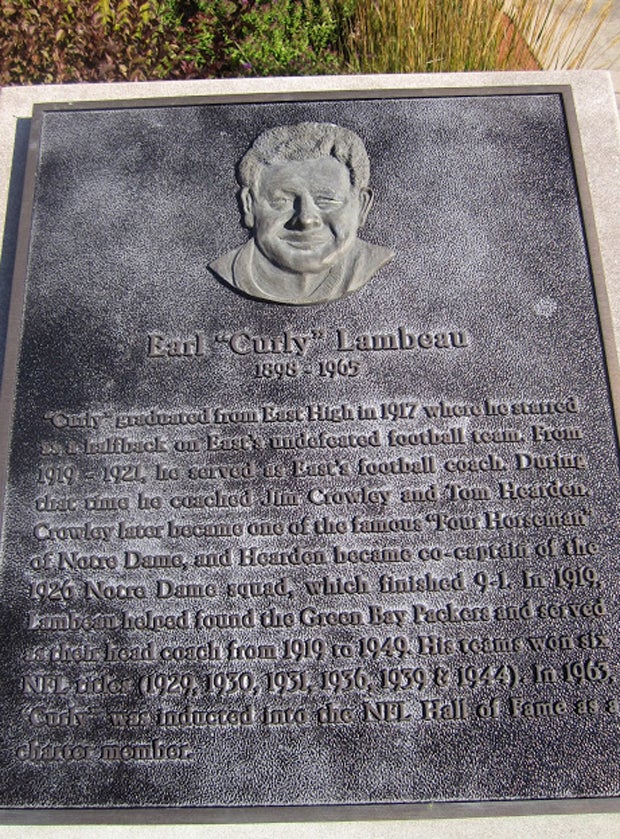 Earl "Curly" Lambeau
1898 - 1965
"Curly" graduated from East High in 1917 where he starred
as a halfback on East's undefeated football team. From
1919 - 1921, he served as East's football coach. During
that time he coached Jim Crowley and Tom Hearden.
Crowley later became one of the famous "Four Horseman"
of Notre Dame, and Hearden became co-captain of the
1926 Notre Dame squad, which finished 9-1. In 1919,
Lambeau helped found the Green Bay Packers and served
as their head coach from 1919 to 1949. His teams won six
NFL titles (1929, 1930, 1931, 1936, 1939 & 1944). In 1963,
"Curly" was inducted into the NFL Hall of Fame as a
charter member.